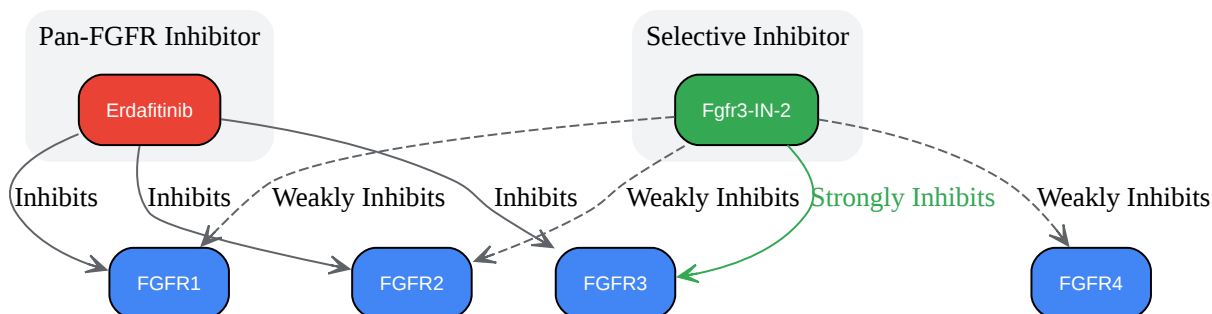 Pan-FGFR Inhibitor
Selective Inhibitor
Erdafitinib
Fgfr3-IN-2
Inhibits
Inhibits
Weakly Inhibits
Inhibits
Weakly Inhibits
Strongly Inhibits
Weakly Inhibits
FGFR1
FGFR2
FGFR3
FGFR4